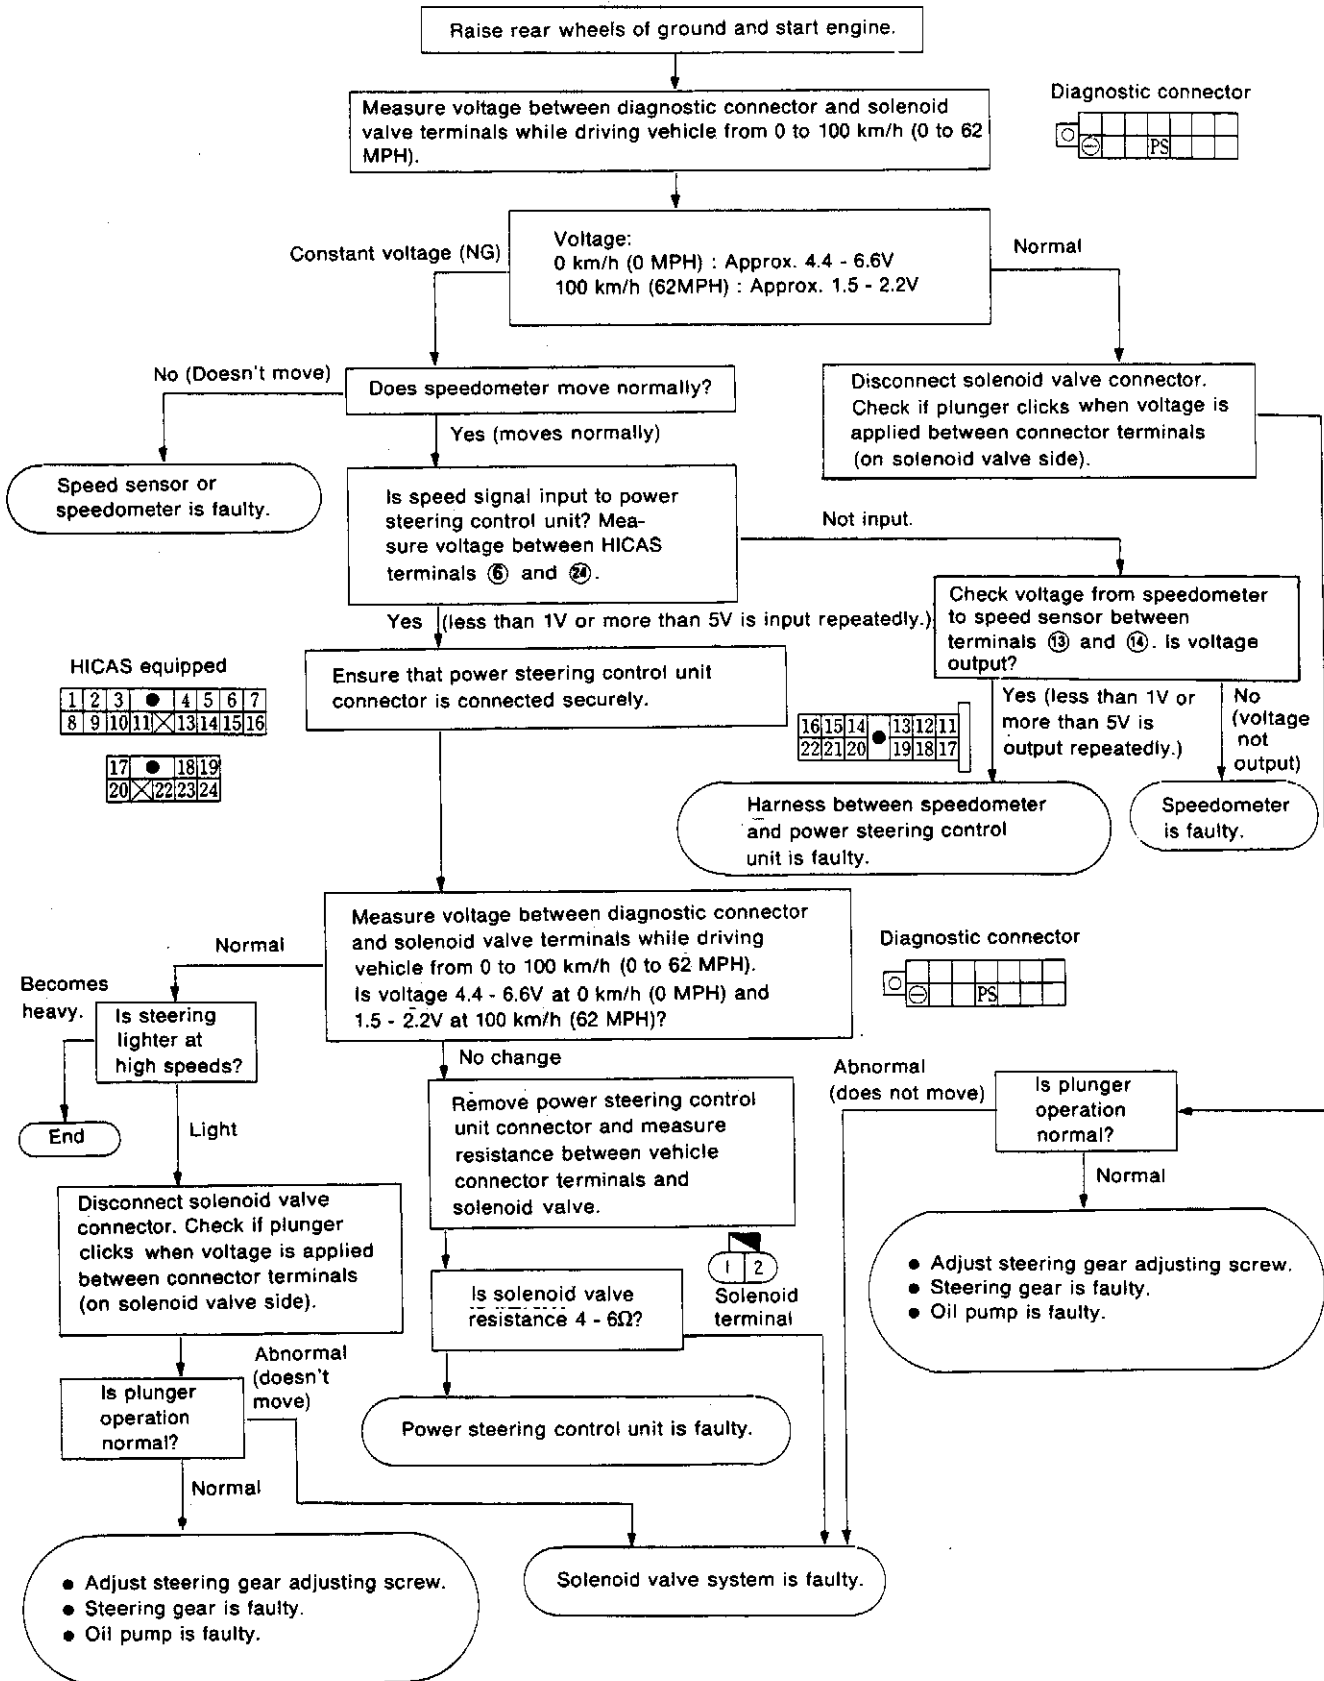 Raise rear wheels of ground and start engine.
Measure voltage between diagnostic connector and solenoid
valve terminals while driving vehicle from 0 to 100 km/h (0 to 62
MPH).
Diagnostic connector
⊖ PS
Constant voltage (NG)
Voltage:
0 km/h (0 MPH) : Approx. 4.4 - 6.6V
100 km/h (62MPH) : Approx. 1.5 - 2.2V
Normal
No (Doesn't move)
Does speedometer move normally?
Disconnect solenoid valve connector.
Check if plunger clicks when voltage is
applied between connector terminals
(on solenoid valve side).
Yes (moves normally)
Speed sensor or
speedometer is faulty.
Is speed signal input to power
steering control unit? Mea-
sure voltage between HICAS
terminals ⑥ and ㉔.
Not input.
Check voltage from speedometer
to speed sensor between
terminals ⑬ and ⑭. Is voltage
output?
Yes (less than 1V or more than 5V is input repeatedly.)
HICAS equipped
1 2 3 ● 4 5 6 7
8 9 10 11 13 14 15 16
17 ● 18 19
20 22 23 24
Ensure that power steering control unit
connector is connected securely.
16 15 14 ● 13 12 11
22 21 20 19 18 17
Yes (less than 1V or
more than 5V is
output repeatedly.)
No
(voltage
not
output)
Harness between speedometer
and power steering control
unit is faulty.
Speedometer
is faulty.
Measure voltage between diagnostic connector
and solenoid valve terminals while driving
vehicle from 0 to 100 km/h (0 to 62 MPH).
Is voltage 4.4 - 6.6V at 0 km/h (0 MPH) and
1.5 - 2.2V at 100 km/h (62 MPH)?
Normal
Diagnostic connector
⊖ PS
Becomes
heavy.
Is steering
lighter at
high speeds?
No change
End
Light
Remove power steering control
unit connector and measure
resistance between vehicle
connector terminals and
solenoid valve.
Abnormal
(does not move)
Is plunger
operation
normal?
Normal
Disconnect solenoid valve
connector. Check if plunger
clicks when voltage is applied
between connector terminals
(on solenoid valve side).
1 2
Solenoid
terminal
Is solenoid valve
resistance 4 - 6Ω?
● Adjust steering gear adjusting screw.
● Steering gear is faulty.
● Oil pump is faulty.
Abnormal
(doesn't
move)
Is plunger
operation
normal?
Power steering control unit is faulty.
Normal
● Adjust steering gear adjusting screw.
● Steering gear is faulty.
● Oil pump is faulty.
Solenoid valve system is faulty.